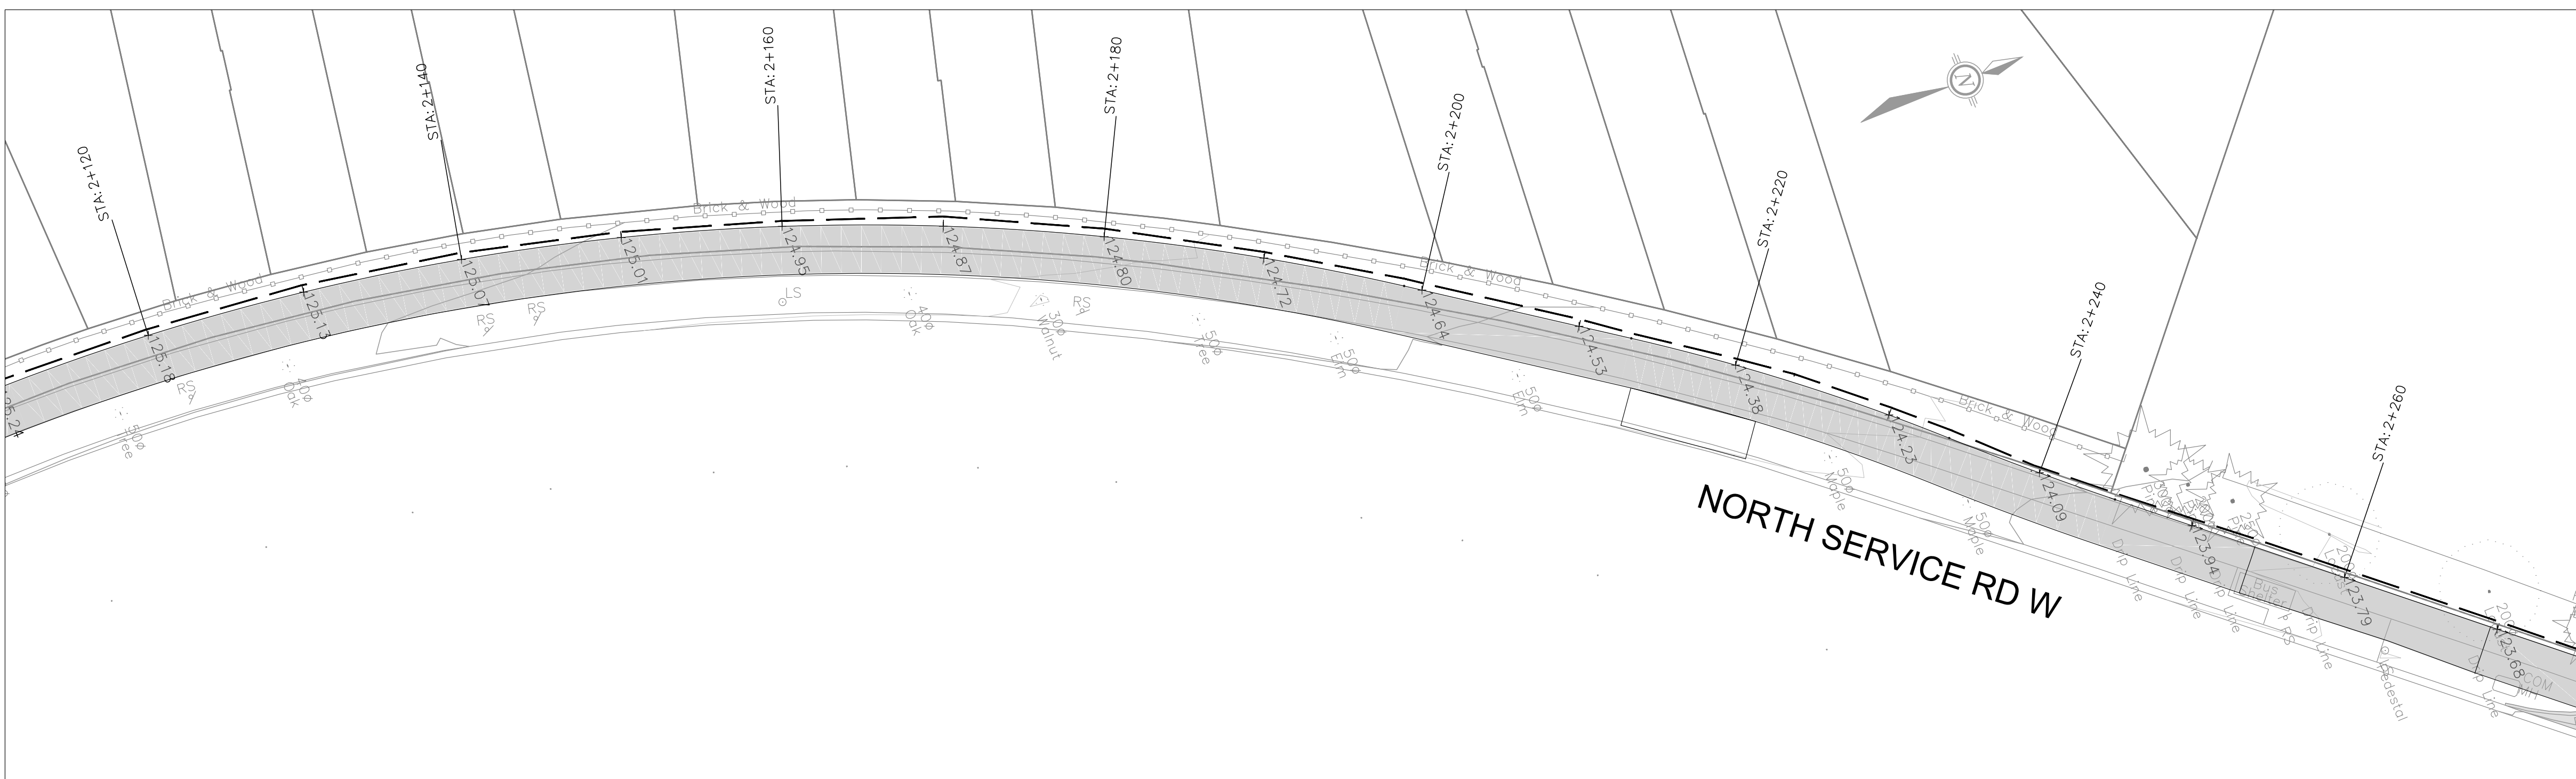 STA: 2+120
STA: 2+140
STA: 2+160
STA: 2+180
STA: 2+200
STA: 2+220
STA: 2+240
STA: 2+260
N
Brick & Wood
Brick & Wood
Brick & Wood
Brick & Wood
125.18
125.13
125.07
125.01
124.95
124.87
124.80
124.72
124.64
124.53
124.38
124.23
124.09
123.94
123.79
123.68
RS
RS
RS
LS
RS
50ø
Tree
40ø
Oak
30ø
Walnut
50ø
Tree
50ø
Elm
50ø
Elm
50ø
Maple
50ø
Maple
NORTH SERVICE RD W
Drip Line
Drip Line
Drip Line
Drip Line
Bus
Shelter
RS
Pedestal
Drip Line
COM
MH